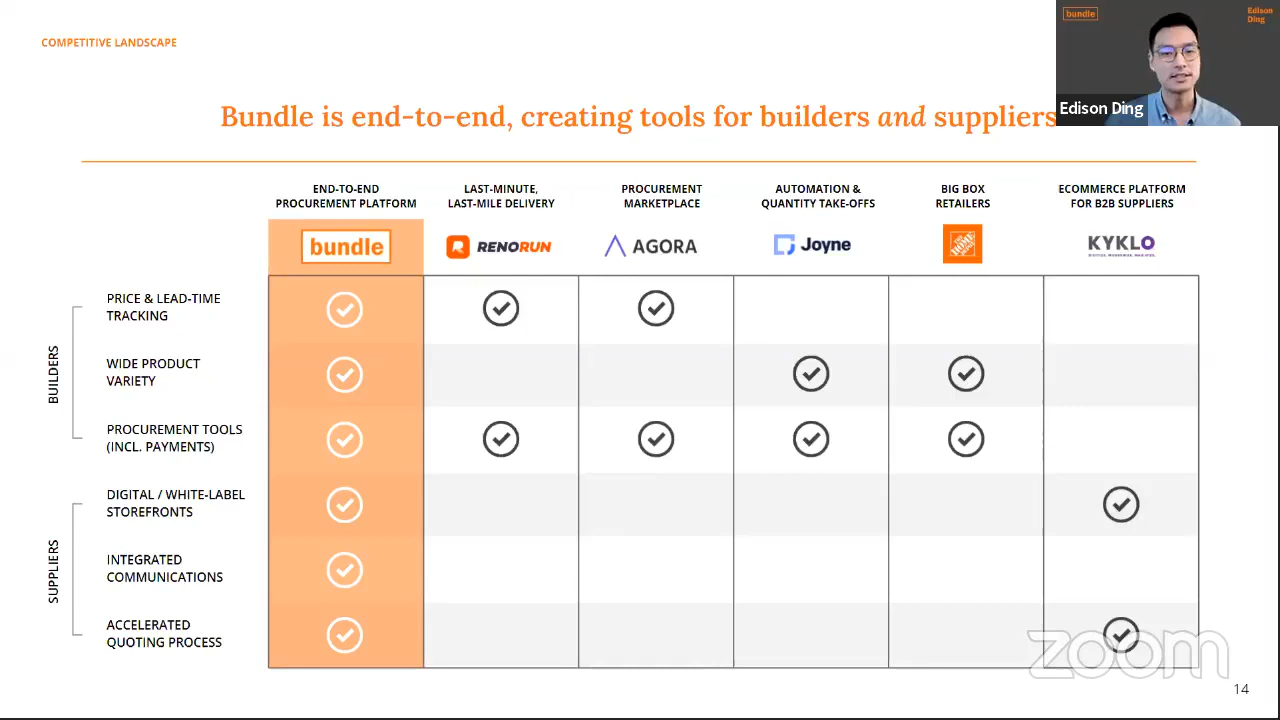 COMPETITIVE LANDSCAPE
bundle
Edison
Ding
Edison Ding
Bundle is end-to-end, creating tools for builders and suppliers
END-TO-END
PROCUREMENT PLATFORM
LAST-MINUTE,
LAST-MILE DELIVERY
PROCUREMENT
MARKETPLACE
AUTOMATION &
QUANTITY TAKE-OFFS
BIG BOX
RETAILERS
ECOMMERCE PLATFORM
FOR B2B SUPPLIERS
bundle
RENORUN
AGORA
Joyne
THE HOME
KYKLO
BUILDERS
PRICE & LEAD-TIME
TRACKING
WIDE PRODUCT
VARIETY
PROCUREMENT TOOLS
(INCL. PAYMENTS)
SUPPLIERS
DIGITAL / WHITE-LABEL
STOREFRONTS
INTEGRATED
COMMUNICATIONS
ACCELERATED
QUOTING PROCESS
zoom
14